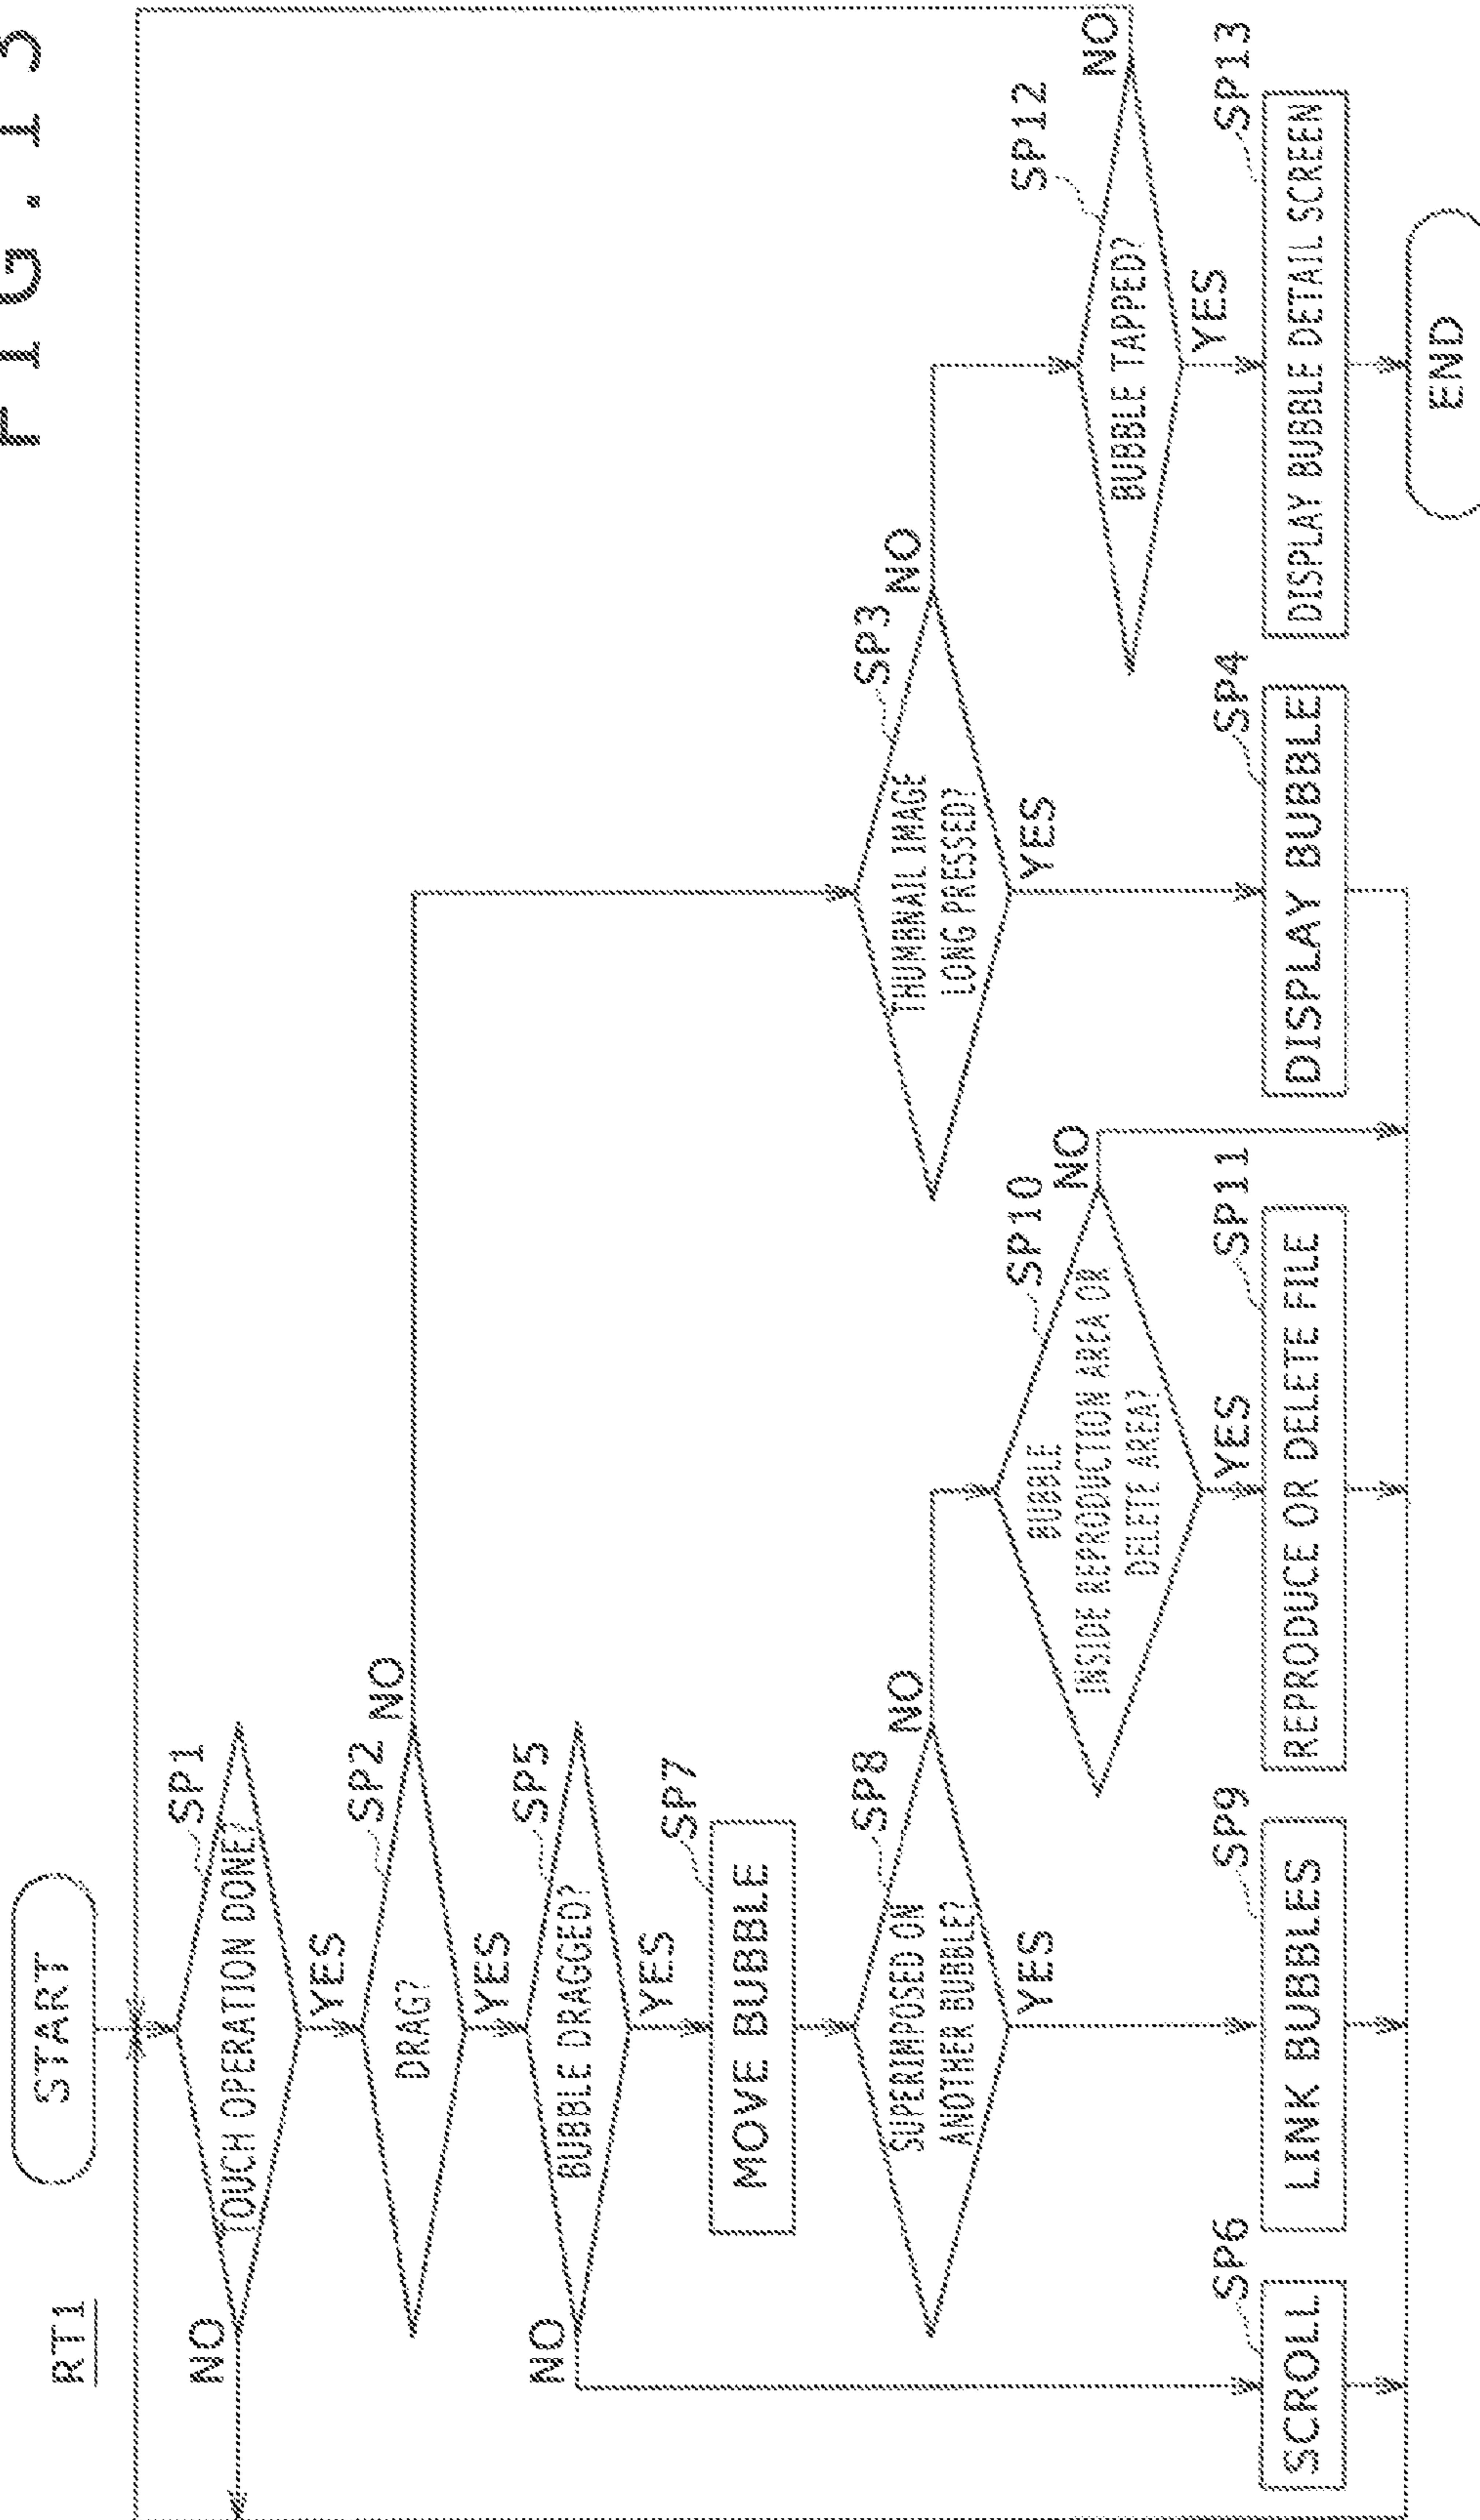 FIG.13
RT1
START
SP1
TOUCH OPERATION DONE?
NO
YES
SP2
DRAG?
NO
YES
SP5
BUBBLE DRAGGED?
NO
YES
SP7
MOVE BUBBLE
SP8
SUPERIMPOSED ON
ANOTHER BUBBLE?
NO
YES
SP3
THUMBNAIL IMAGE
LONG PRESSED?
NO
YES
SP10
BUBBLE
INSIDE REPRODUCTION AREA OR
DELETE AREA?
NO
YES
SP12
BUBBLE TAPPED?
NO
YES
SP6
SCROLL
SP9
LINK BUBBLES
SP11
REPRODUCE OR DELETE FILE
SP4
DISPLAY BUBBLE
SP13
DISPLAY BUBBLE DETAIL SCREEN
END